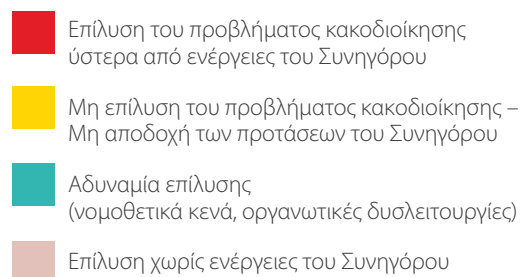 Επίλυση του προβλήματος κακοδιοίκησης
ύστερα από ενέργειες του Συνηγόρου
Μη επίλυση του προβλήματος κακοδιοίκησης –
Μη αποδοχή των προτάσεων του Συνηγόρου
Αδυναμία επίλυσης
(νομοθετικά κενά, οργανωτικές δυσλειτουργίες)
Επίλυση χωρίς ενέργειες του Συνηγόρου